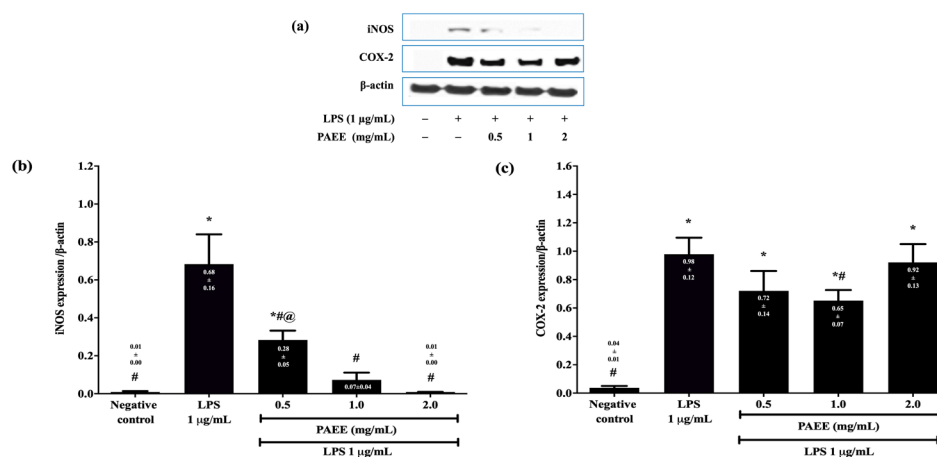 (a)
iNOS
COX-2
β-actin
LPS (1 µg/mL) – + + + +
PAEE (mg/mL) – – 0.5 1 2
(b)
iNOS expression /β-actin
1.2
1.0
0.8
0.6
0.4
0.2
0.0
0.01
±
0.00
#
*
0.68
±
0.16
*#@
0.28
±
0.05
#
0.07±0.04
0.01
±
0.00
#
Negative
control
LPS
1 µg/mL
0.5 1.0 2.0
PAEE (mg/mL)
LPS 1 µg/mL
(c)
COX-2 expression/β-actin
1.6
1.4
1.2
1.0
0.8
0.6
0.4
0.2
0.0
0.04
±
0.01
#
*
0.98
±
0.12
*
0.72
±
0.14
*#
0.65
±
0.07
*
0.92
±
0.13
Negative
control
LPS
1 µg/mL
0.5 1.0 2.0
PAEE (mg/mL)
LPS 1 µg/mL